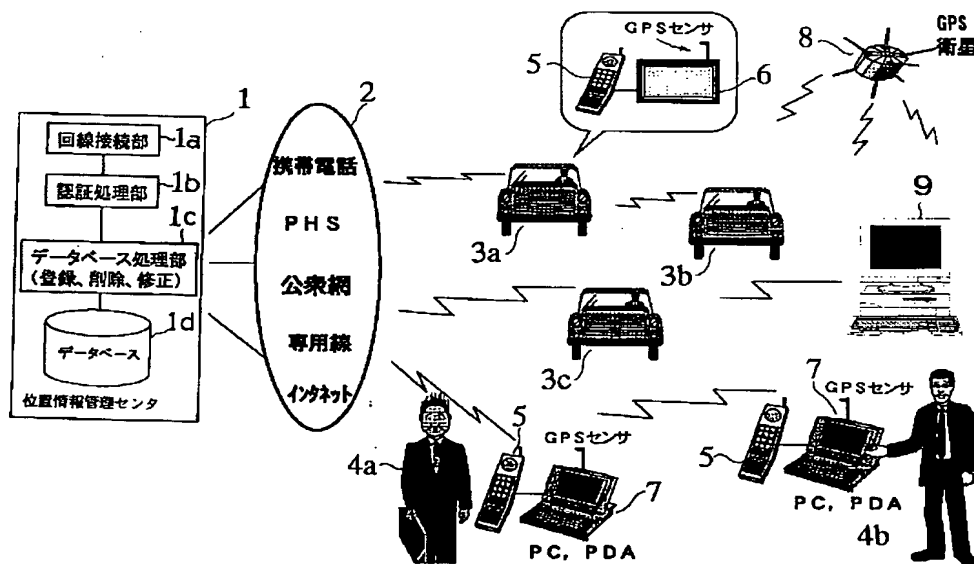 1
回線接続部
1a
認証処理部
1b
1c
データベース処理部
(登録、削除、修正)
1d
データベース
位置情報管理センタ
2
携帯電話
PHS
公衆網
専用線
インタネット
GPSセンサ
5
6
8
GPS
衛星
3a
3b
3c
9
4a
5
GPSセンサ
7
PC, PDA
7
GPSセンサ
5
PC, PDA
4b